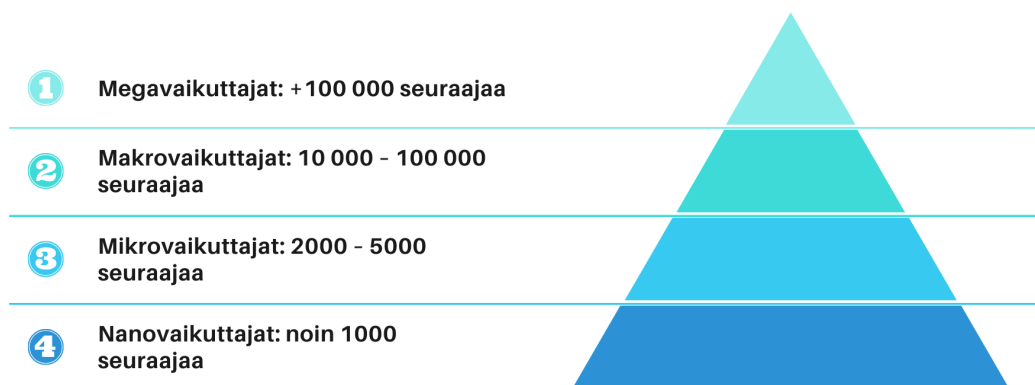 1
Megavaikuttajat: +100 000 seuraajaa
2
Makrovaikuttajat: 10 000 – 100 000
seuraajaa
3
Mikrovaikuttajat: 2000 – 5000
seuraajaa
4
Nanovaikuttajat: noin 1000
seuraajaa